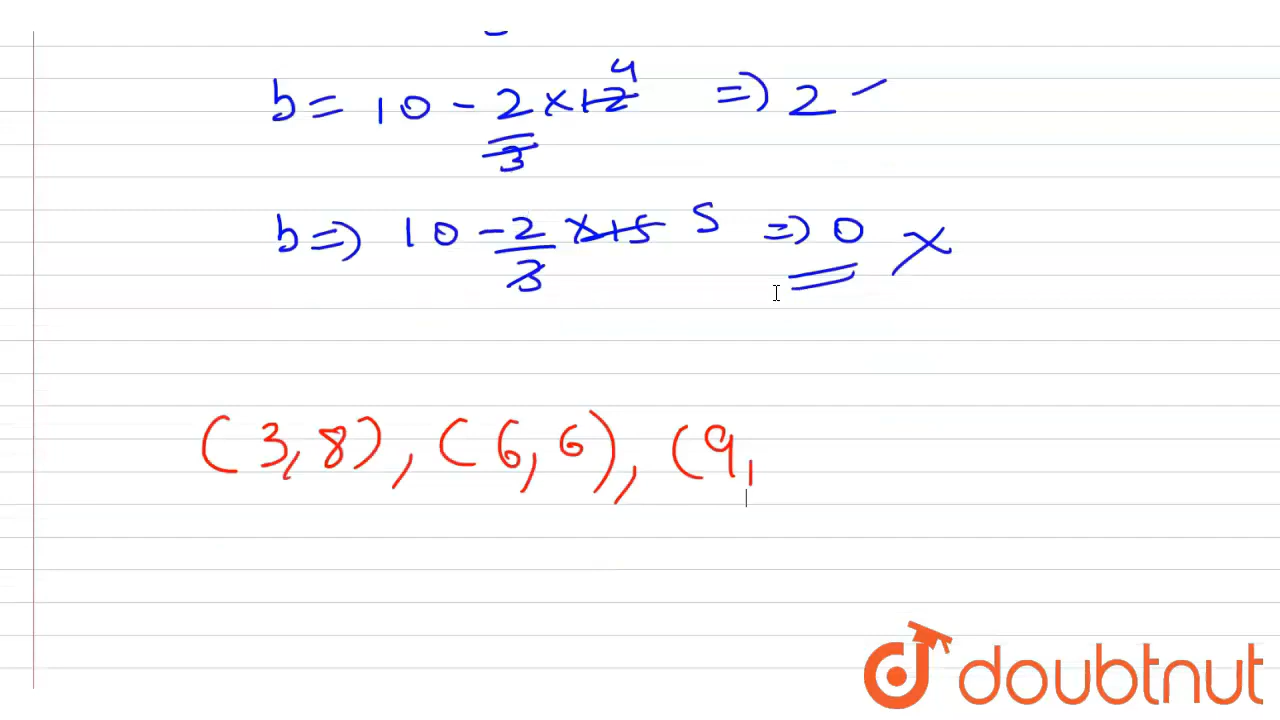 b = 10 - 2/3 × 12 4 => 2
b => 10 - 2/3 × 15 5 => 0 ×
(3,8), (6,6), (9,
doubtnut